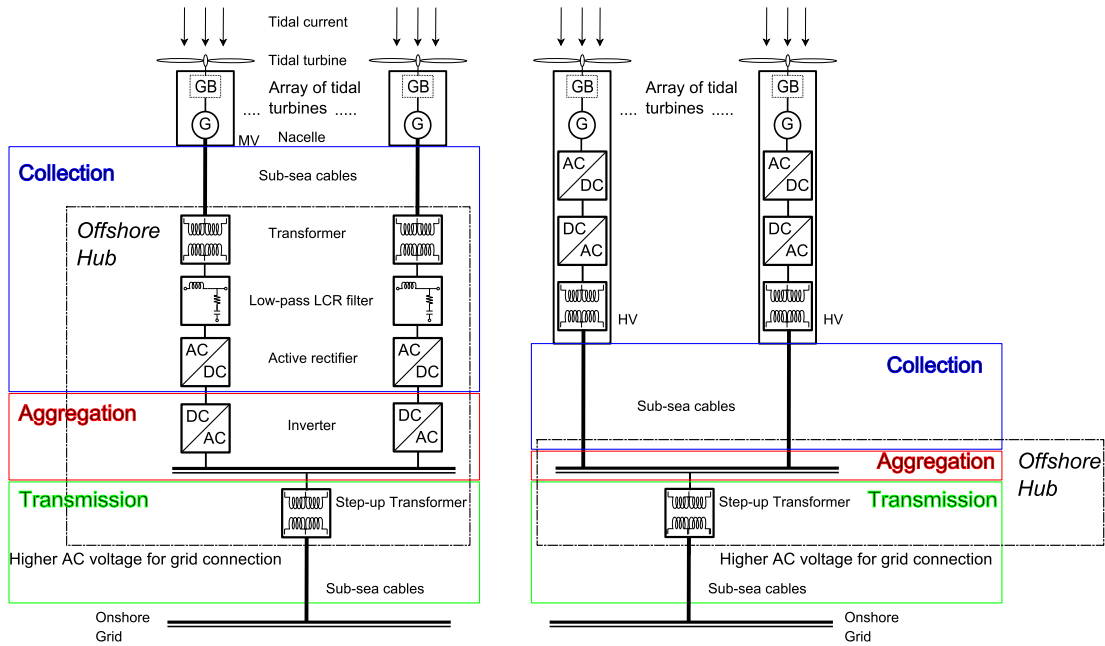 Tidal current
Tidal turbine
GB
GB
Array of tidal
turbines
....
.....
G
G
MV
Nacelle
Collection
Sub-sea cables
Offshore
Hub
Transformer
Low-pass LCR filter
AC
DC
Active rectifier
AC
DC
Aggregation
DC
AC
Inverter
DC
AC
Transmission
Step-up Transformer
Higher AC voltage for grid connection
Sub-sea cables
Onshore
Grid
GB
GB
Array of tidal
turbines
....
.....
G
G
AC
DC
AC
DC
DC
AC
DC
AC
HV
HV
Collection
Sub-sea cables
Aggregation
Offshore
Hub
Transmission
Step-up Transformer
Higher AC voltage for grid connection
Sub-sea cables
Onshore
Grid